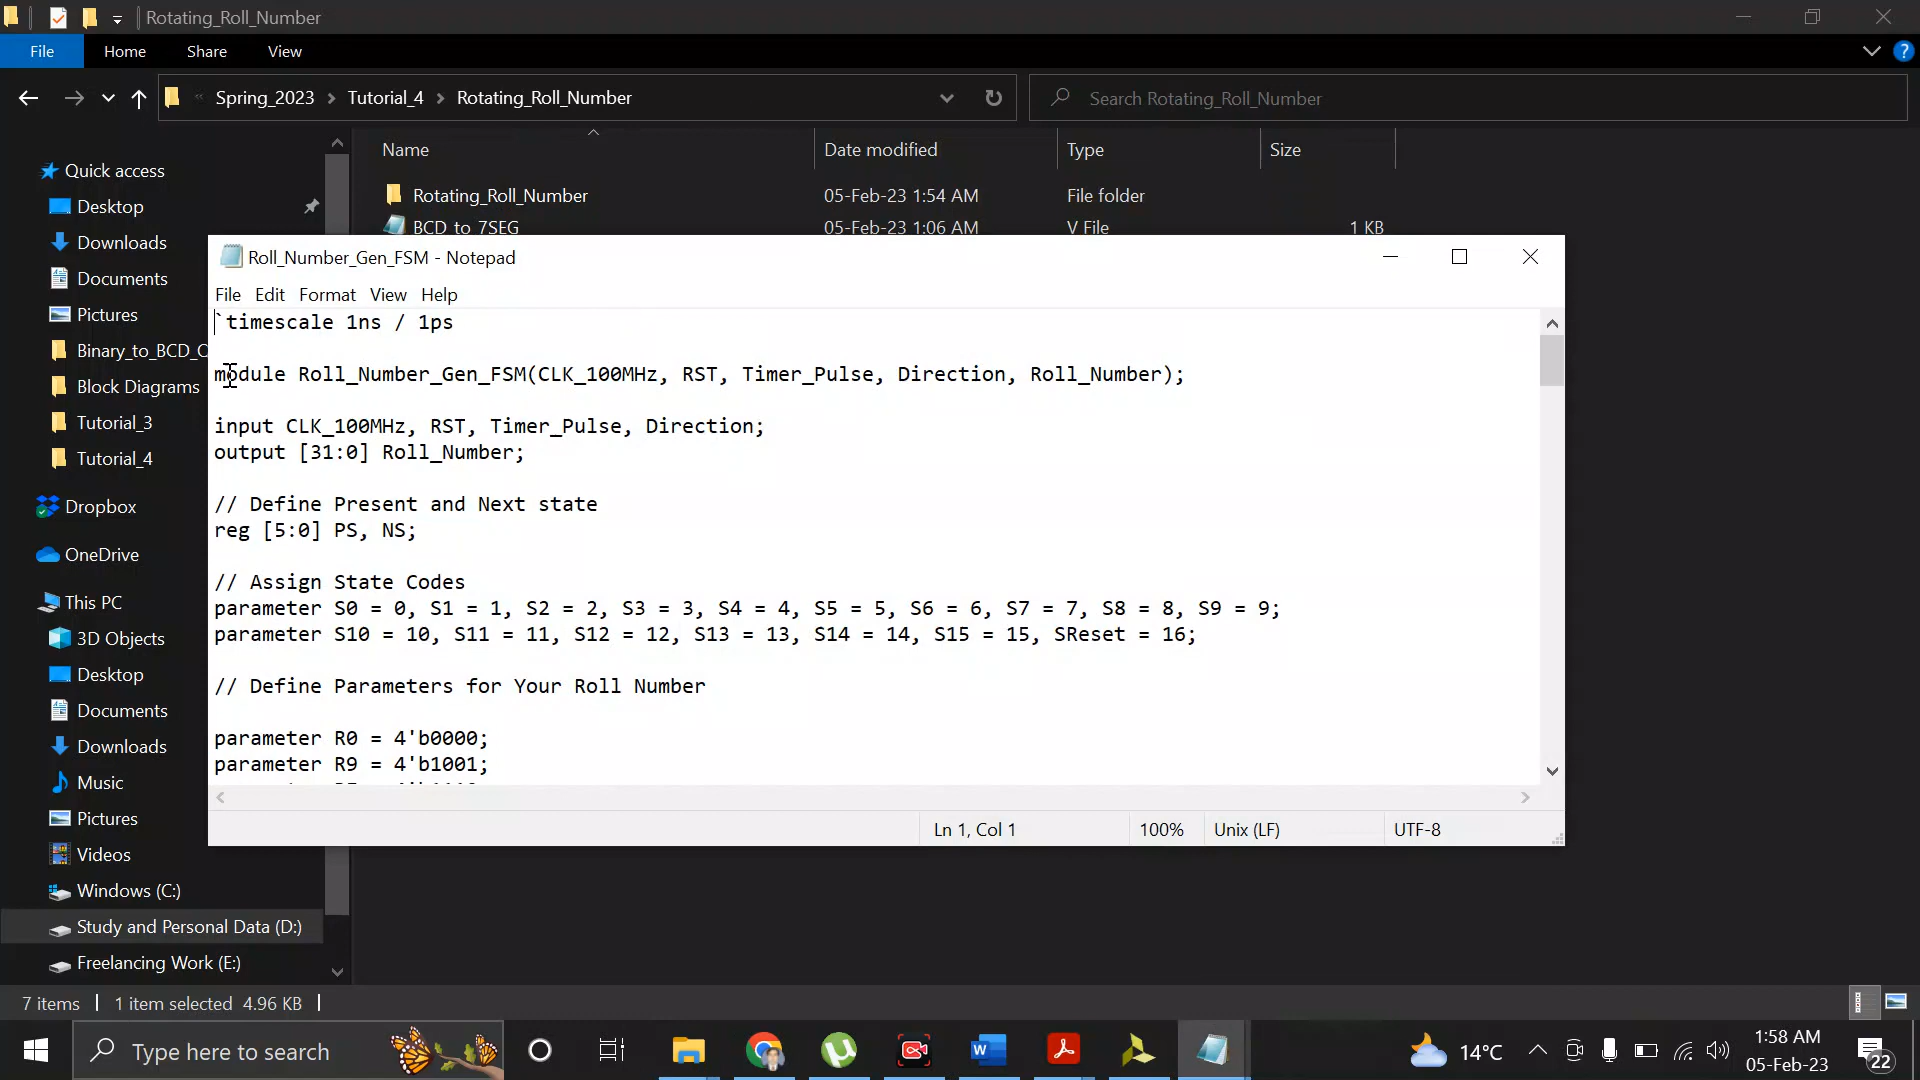 Rotating_Roll_Number
File Home Share View
Spring_2023 Tutorial_4 Rotating_Roll_Number
Search Rotating_Roll_Number
Name Date modified Type Size
Rotating_Roll_Number 05-Feb-23 1:54 AM File folder
BCD_to_7SEG 05-Feb-23 1:06 AM V File 1 KB
Quick access
Desktop
Downloads
Documents
Pictures
Binary_to_BCD_C
Block Diagrams
Tutorial_3
Tutorial_4
Dropbox
OneDrive
This PC
3D Objects
Desktop
Documents
Downloads
Music
Pictures
Videos
Windows (C:)
Study and Personal Data (D:)
Freelancing Work (E:)
Roll_Number_Gen_FSM - Notepad
File Edit Format View Help
`timescale 1ns / 1ps
module Roll_Number_Gen_FSM(CLK_100MHz, RST, Timer_Pulse, Direction, Roll_Number);
input CLK_100MHz, RST, Timer_Pulse, Direction;
output [31:0] Roll_Number;
// Define Present and Next state
reg [5:0] PS, NS;
// Assign State Codes
parameter S0 = 0, S1 = 1, S2 = 2, S3 = 3, S4 = 4, S5 = 5, S6 = 6, S7 = 7, S8 = 8, S9 = 9;
parameter S10 = 10, S11 = 11, S12 = 12, S13 = 13, S14 = 14, S15 = 15, SReset = 16;
// Define Parameters for Your Roll Number
parameter R0 = 4'b0000;
parameter R9 = 4'b1001;
Ln 1, Col 1 100% Unix (LF) UTF-8
7 items 1 item selected 4.96 KB
Type here to search
14°C
1:58 AM
05-Feb-23
22